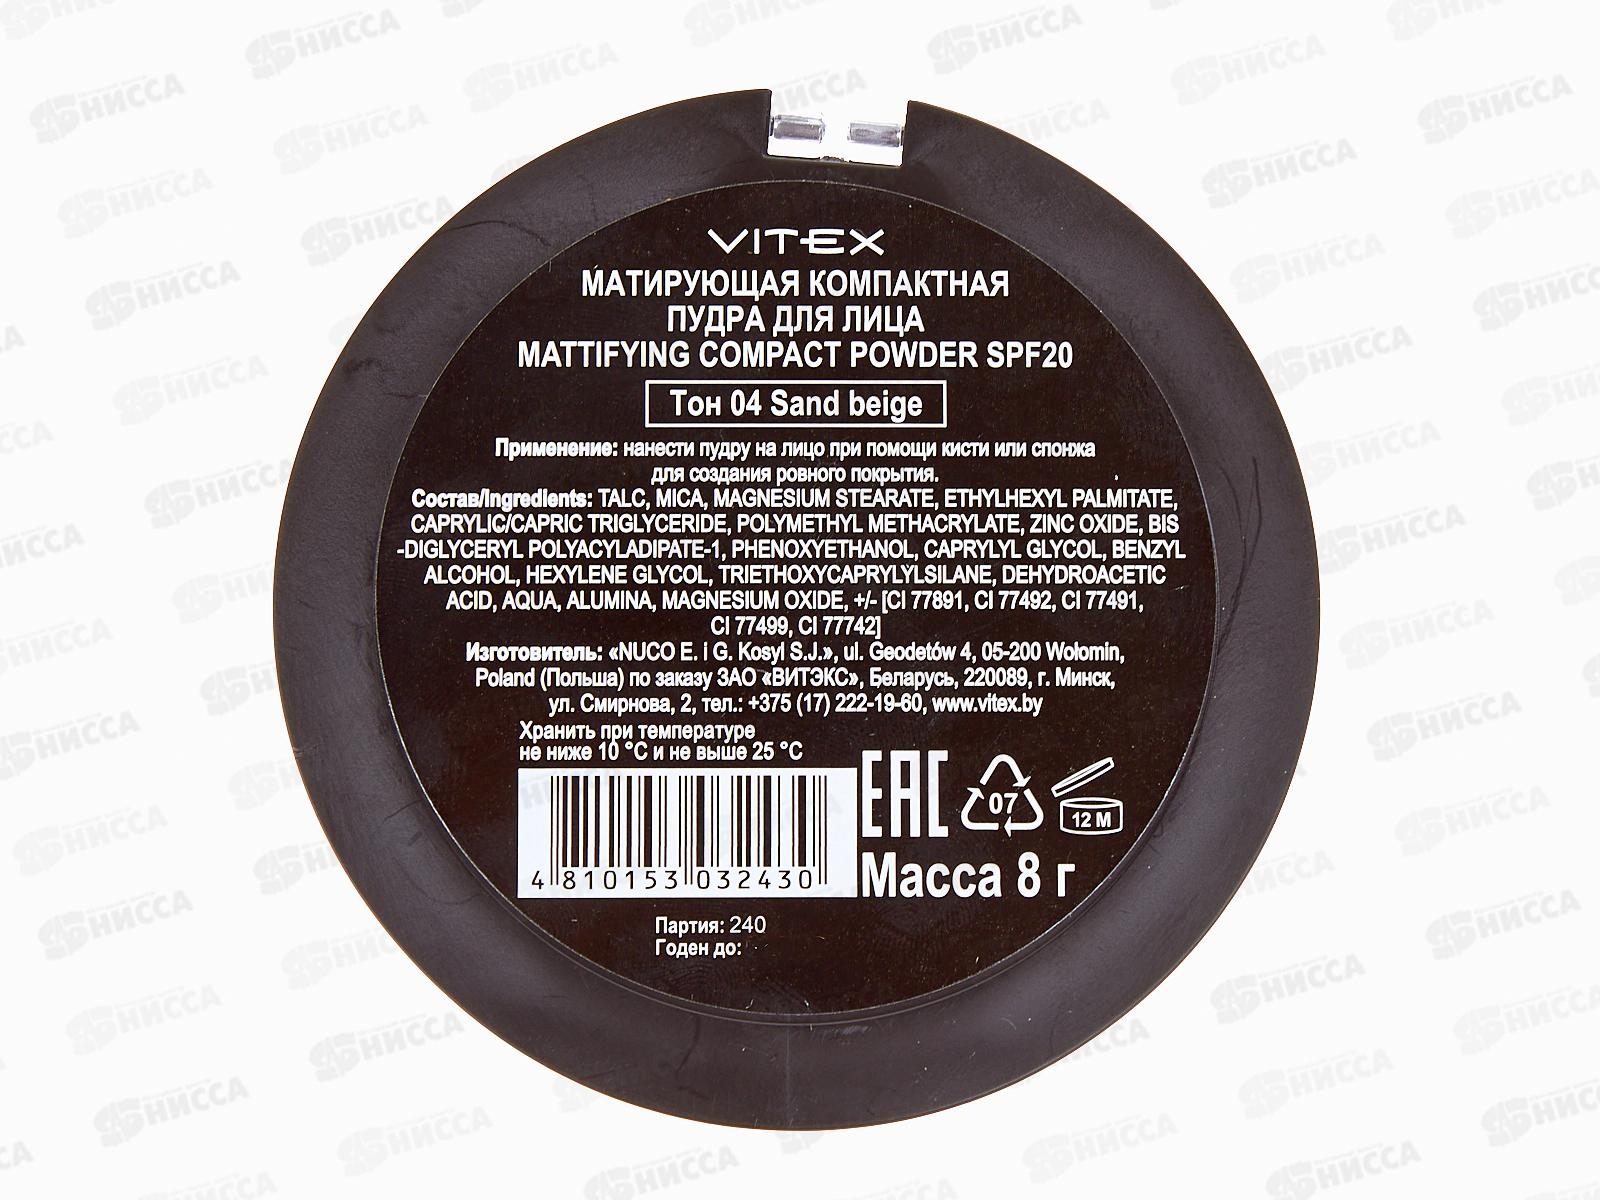 VITEX
МАТИРУЮЩАЯ КОМПАКТНАЯ
ПУДРА ДЛЯ ЛИЦА
MATTIFYING COMPACT POWDER SPF20
Тон 04 Sand beige
Применение: нанести пудру на лицо при помощи кисти или спонжа
для создания ровного покрытия.
Состав/Ingredients: TALC, MICA, MAGNESIUM STEARATE, ETHYLHEXYL PALMITATE,
CAPRYLIC/CAPRIC TRIGLYCERIDE, POLYMETHYL METHACRYLATE, ZINC OXIDE, BIS
-DIGLYCERYL POLYACYLADIPATE-1, PHENOXYETHANOL, CAPRYLYL GLYCOL, BENZYL
ALCOHOL, HEXYLENE GLYCOL, TRIETHOXYCAPRYLYLSILANE, DEHYDROACETIC
ACID, AQUA, ALUMINA, MAGNESIUM OXIDE, +/- [CI 77891, CI 77492, CI 77491,
CI 77499, CI 77742]
Изготовитель: «NUCO E. i G. Kosyl S.J.», ul. Geodetów 4, 05-200 Wołomin,
Poland (Польша) по заказу ЗАО «ВИТЭКС», Беларусь, 220089, г. Минск,
ул. Смирнова, 2, тел.: +375 (17) 222-19-60, www.vitex.by
Хранить при температуре
не ниже 10 °С и не выше 25 °С
EAC
07
12 M
4 810153 032430
Масса 8 г
Партия: 240
Годен до:
НИССА